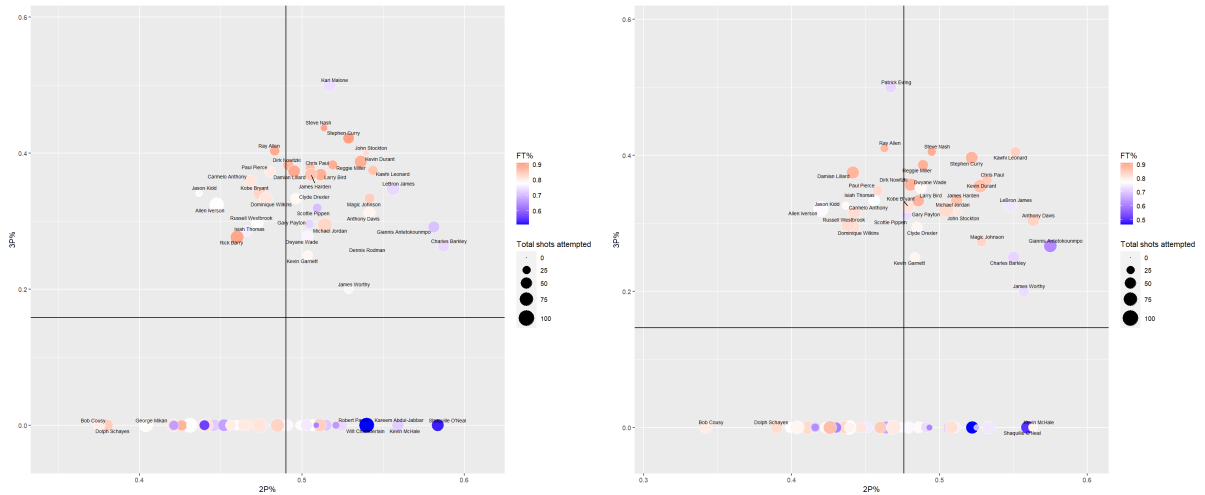 0.6
0.4
0.2
0.0
3P%
0.4
0.5
0.6
2P%
Karl Malone
Steve Nash
Stephen Curry
Ray Allen
John Stockton
Dirk Nowitzki
Chris Paul
Kevin Durant
Paul Pierce
Reggie Miller
Kawhi Leonard
Carmelo Anthony
Damian Lillard
Larry Bird
James Harden
LeBron James
Jason Kidd
Kobe Bryant
Clyde Drexler
Dominique Wilkins
Magic Johnson
Allen Iverson
Scottie Pippen
Russell Westbrook
Gary Payton
Anthony Davis
Isiah Thomas
Michael Jordan
Giannis Antetokounmpo
Rick Barry
Dwyane Wade
Charles Barkley
Dennis Rodman
Kevin Garnett
James Worthy
Bob Cousy
George Mikan
Kareem Abdul-Jabbar
Dolph Schayes
Kevin McHale
FT%
0.9
0.8
0.7
0.6
Total shots attempted
0
25
50
75
100
0.6
0.4
0.2
0.0
3P%
0.3
0.4
0.5
0.6
2P%
Patrick Ewing
Ray Allen
Steve Nash
Kawhi Leonard
Stephen Curry
Reggie Miller
Damian Lillard
Chris Paul
Dirk Nowitzki
Dwyane Wade
Kevin Durant
Paul Pierce
Isiah Thomas
Larry Bird
James Harden
Kobe Bryant
LeBron James
Jason Kidd
Michael Jordan
Allen Iverson
Carmelo Anthony
Gary Payton
John Stockton
Anthony Davis
Russell Westbrook
Scottie Pippen
Dominique Wilkins
Clyde Drexler
Magic Johnson
Giannis Antetokounmpo
Kevin Garnett
Charles Barkley
James Worthy
Bob Cousy
Dolph Schayes
Kevin McHale
Shaquille O'Neal
FT%
0.9
0.8
0.7
0.6
0.5
Total shots attempted
0
25
50
75
100